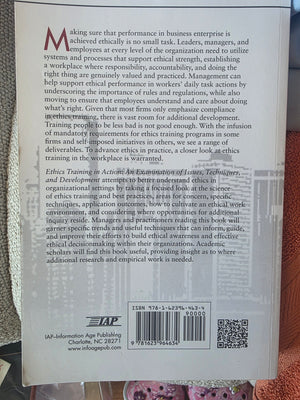 Making sure that performance in business enterprise is
achieved ethically is no small task. Leaders, managers, and
employees at every level of the organization need to utilize
systems and processes that support ethical strength, establishing
a workplace where responsibility, accountability, and doing
the right thing are genuinely valued and practiced. Management can
help support ethical performance in workers' daily task actions by
underscoring the importance of rules and regulations, while also
moving to ensure that employees understand and care about doing
what's right. Given that most firms only emphasize compliance
in ethics training, there is vast room for additional development.
Training people to be less bad is not good enough. With the infusion
of mandatory requirements for ethics training programs in some
firms and self-imposed initiatives in others, we see a range of
deliverables. To advance ethics in practice, a closer look at ethics
training in the workplace is warranted.
Ethics Training in Action: An Examination of Issues, Techniques,
and Development attempts to better understand ethics in
organizational settings by taking a focused look at the science
of ethics training and best practices, areas for concern, specific
techniques, application outcomes, how to cultivate an ethical work
environment, and considering where opportunities for additional
inquiry reside. Managers and practitioners reading this book will
garner specific trends and useful techniques that can inform, guide,
and improve their efforts to build ethical awareness and effective
ethical decisionmaking within their organizations. Academic
scholars will find this book useful, providing insight as to where
additional research and empirical work is needed.
IAP
IAP–Information Age Publishing
Charlotte, NC 28271
infoagepub.com
ISBN 978-1-62396-463-4
90000
9 781623 964634